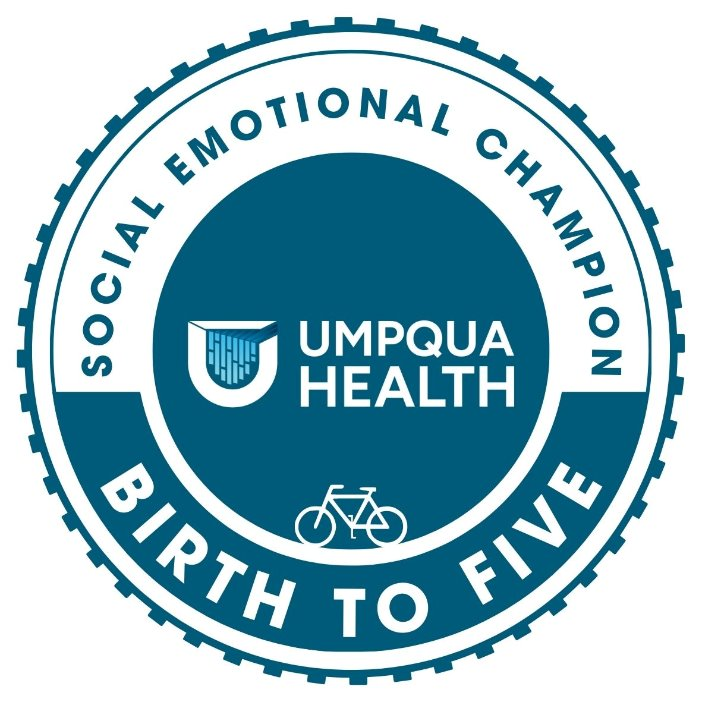 SOCIAL EMOTIONAL CHAMPION
UMPQUA
HEALTH
BIRTH TO FIVE